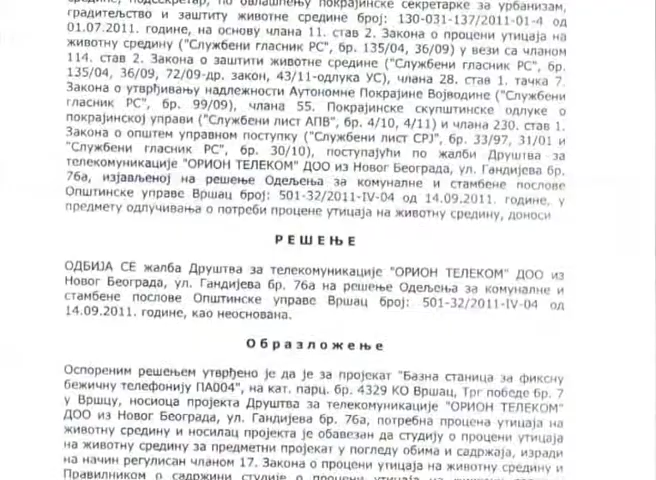 средине, подсекретар, по овлашћењу покрајинске секретарке за урбанизам,
градитељство и заштиту животне средине број: 130-031-137/2011-01-4 од
01.07.2011. године, на основу члана 11. став 2. Закона о процени утицаја на
животну средину ("Службени гласник РС", бр. 135/04, 36/09) у вези са чланом
114. став 2. Закона о заштити животне средине ("Службени гласник РС", бр.
135/04, 36/09, 72/09-др. закон, 43/11-одлука УС), члана 28. став 1. тачка 7.
Закона о утврђивању надлежности Аутономне Покрајине Војводине ("Службени
гласник РС", бр. 99/09), члана 55. Покрајинске скупштинске одлуке о
покрајинској управи ("Службени лист АПВ", бр. 4/10, 4/11) и члана 230. став 1.
Закона о општем управном поступку ("Службени лист СРЈ", бр. 33/97, 31/01 и
"Службени гласник РС", бр. 30/10), поступајући по жалби Друштва за
телекомуникације "ОРИОН ТЕЛЕКОМ" ДОО из Новог Београда, ул. Гандијева бр.
76а, изјављеној на решење Одељења за комуналне и стамбене послове
Општинске управе Вршац број: 501-32/2011-IV-04 од 14.09.2011. године, у
предмету одлучивања о потреби процене утицаја на животну средину, доноси
РЕШЕЊЕ
ОДБИЈА СЕ жалба Друштва за телекомуникације "ОРИОН ТЕЛЕКОМ" ДОО из
Новог Београда, ул. Гандијева бр. 76а на решење Одељења за комуналне и
стамбене послове Општинске управе Вршац број: 501-32/2011-IV-04 од
14.09.2011. године, као неоснована.
Образложење
Оспореним решењем утврђено је да је за пројекат "Базна станица за фиксну
бежичну телефонију ПА004", на кат. парц. бр. 4329 КО Вршац, Трг победе бр. 7
у Вршцу, носиоца пројекта Друштва за телекомуникације "ОРИОН ТЕЛЕКОМ"
ДОО из Новог Београда, ул. Гандијева бр. 76а, потребна процена утицаја на
животну средину и носилац пројекта је обавезан да студију о процени утицаја
на животну средину за предметни пројекат у погледу обима и садржаја, изради
на начин регулисан чланом 17. Закона о процени утицаја на животну средину и
Правилником о садржини студије о процени утицаја на животну средину